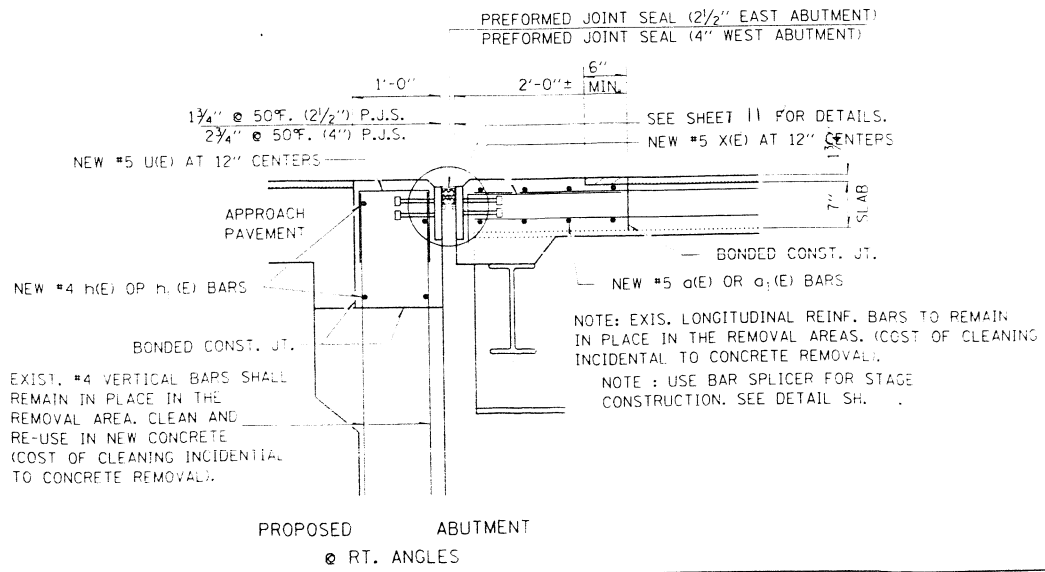 PREFORMED JOINT SEAL (2½" EAST ABUTMENT)
PREFORMED JOINT SEAL (4" WEST ABUTMENT)
6"
1'-0"
2'-0"±
MIN.
1¾" @ 50°F. (2½") P.J.S.
2¾" @ 50°F. (4") P.J.S.
SEE SHEET 11 FOR DETAILS.
NEW #5 X(E) AT 12" CENTERS
NEW #5 U(E) AT 12" CENTERS
7"
SLAB
APPROACH
PAVEMENT
BONDED CONST. JT.
NEW #4 h(E) OR h₁(E) BARS
NEW #5 a(E) OR a₁(E) BARS
NOTE: EXIS. LONGITUDINAL REINF. BARS TO REMAIN
IN PLACE IN THE REMOVAL AREAS. (COST OF CLEANING
INCIDENTAL TO CONCRETE REMOVAL).
BONDED CONST. JT.
NOTE : USE BAR SPLICER FOR STAGE
CONSTRUCTION. SEE DETAIL SH.
EXIST. #4 VERTICAL BARS SHALL
REMAIN IN PLACE IN THE
REMOVAL AREA. CLEAN AND
RE-USE IN NEW CONCRETE
(COST OF CLEANING INCIDENTIAL
TO CONCRETE REMOVAL).
PROPOSED ABUTMENT
@ RT. ANGLES